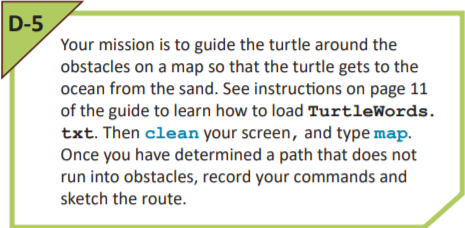 D-5
Your mission is to guide the turtle around the
obstacles on a map so that the turtle gets to the
ocean from the sand. See instructions on page 11
of the guide to learn how to load TurtleWords.
txt. Then clean your screen, and type map.
Once you have determined a path that does not
run into obstacles, record your commands and
sketch the route.